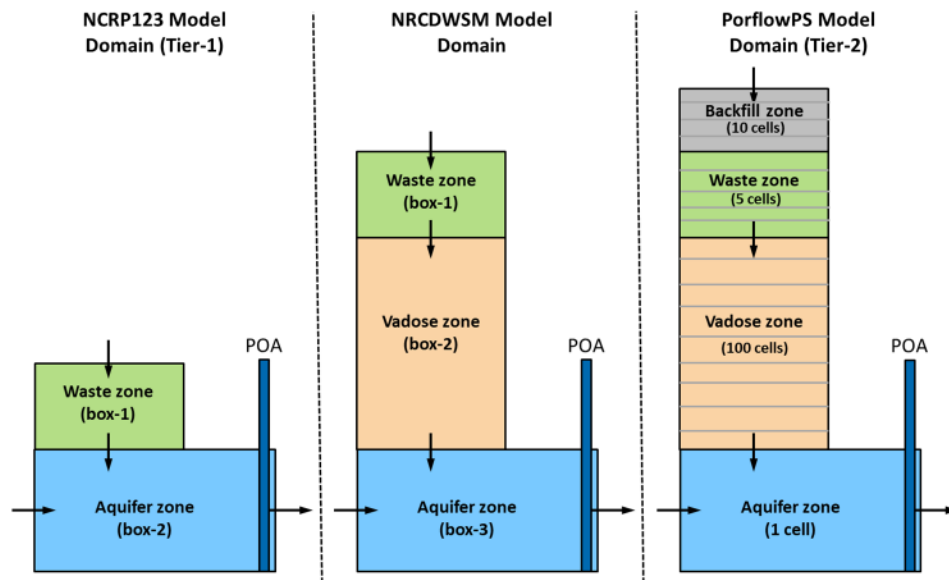 NCRP123 Model
Domain (Tier-1)
NRCDWSM Model
Domain
PorflowPS Model
Domain (Tier-2)
Waste zone
(box-1)
POA
Aquifer zone
(box-2)
Waste zone
(box-1)
Vadose zone
(box-2)
POA
Aquifer zone
(box-3)
Backfill zone
(10 cells)
Waste zone
(5 cells)
Vadose zone
(100 cells)
POA
Aquifer zone
(1 cell)